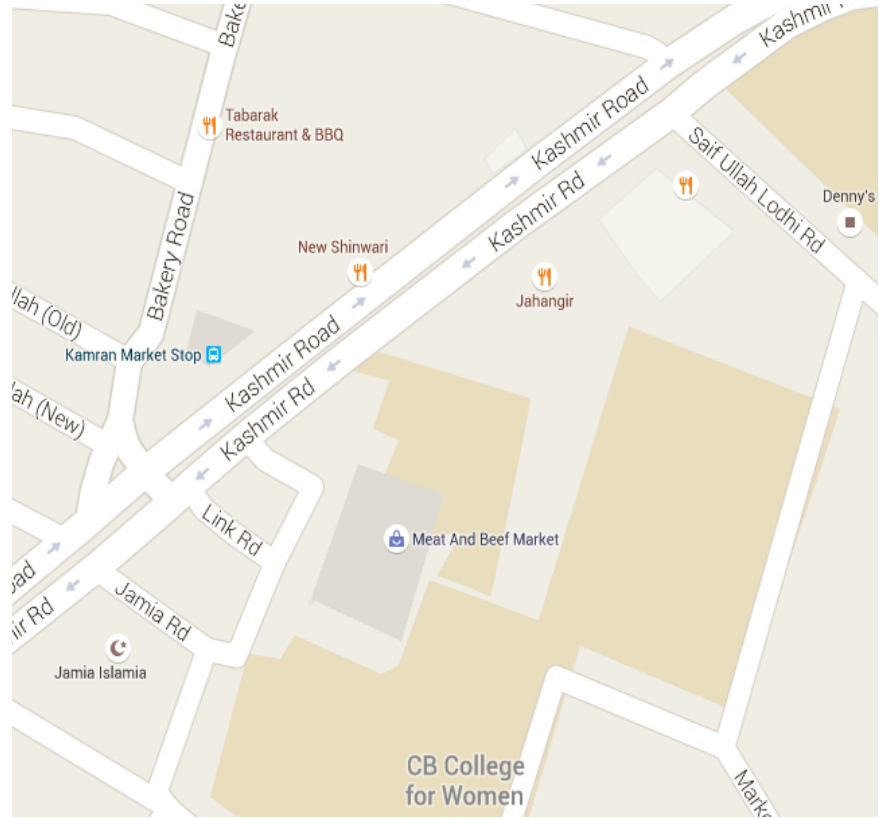 Kashmir
Bake
Tabarak
Restaurant & BBQ
Kashmir Road
Saif Ullah Lodhi Rd
Denny's
Kashmir Rd
Bakery Road
New Shinwari
Jahangir
llah (Old)
Kamran Market Stop
Kashmir Road
Kashmir Rd
ah (New)
Link Rd
Meat And Beef Market
oad
ir Rd
Jamia Rd
Jamia Islamia
CB College
for Women
Marke